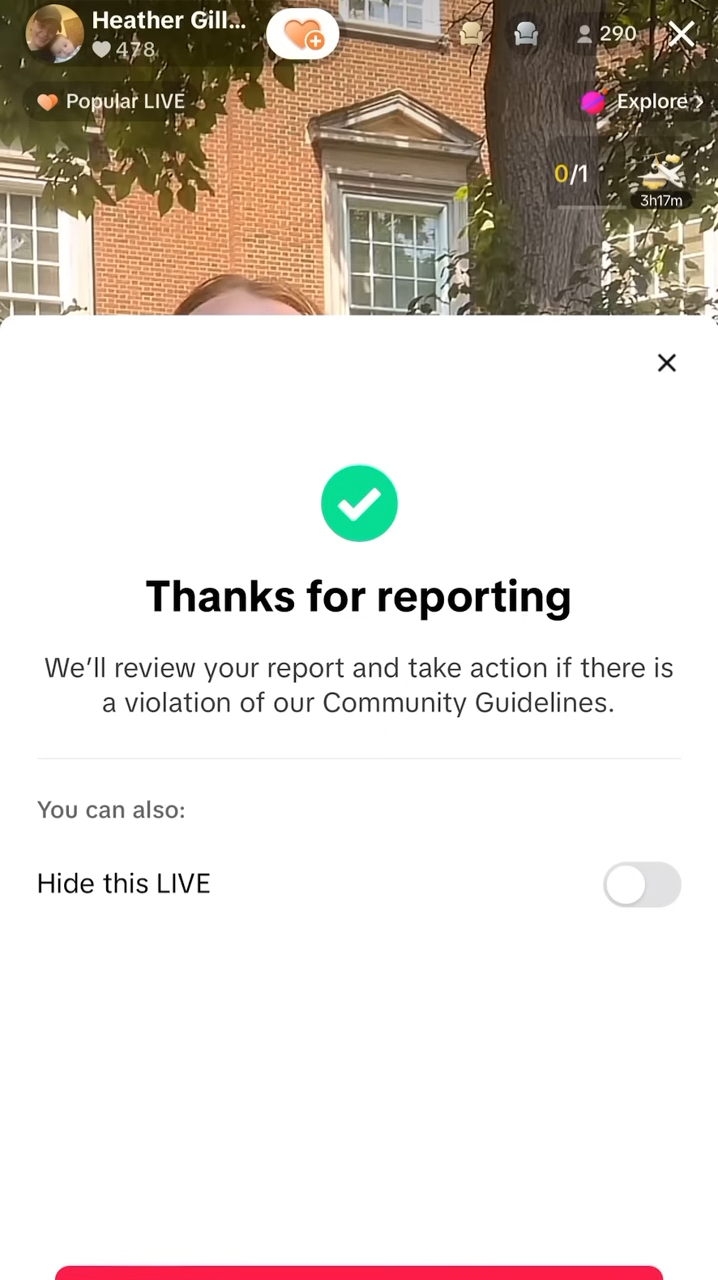 Heather Gill...
478
290
Popular LIVE
Explore >
0/1
3h17m
Thanks for reporting
We’ll review your report and take action if there is
a violation of our Community Guidelines.
You can also:
Hide this LIVE